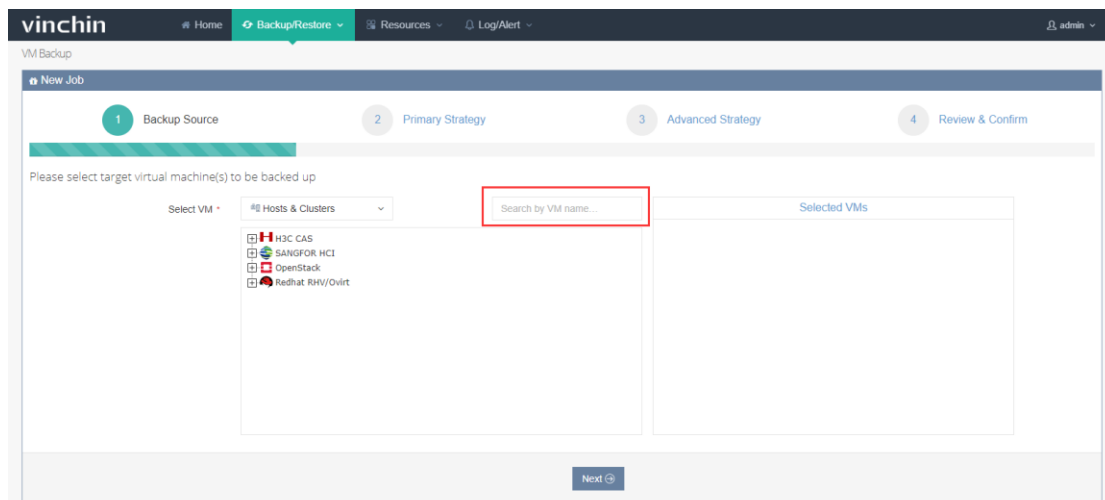 vinchin Home Backup/Restore Resources Log/Alert admin
VM Backup
New Job
1 Backup Source 2 Primary Strategy 3 Advanced Strategy 4 Review & Confirm
Please select target virtual machine(s) to be backed up
Select VM * Hosts & Clusters Search by VM name... Selected VMs
H3C CAS
SANGFOR HCI
OpenStack
Redhat RHV/Ovirt
Next